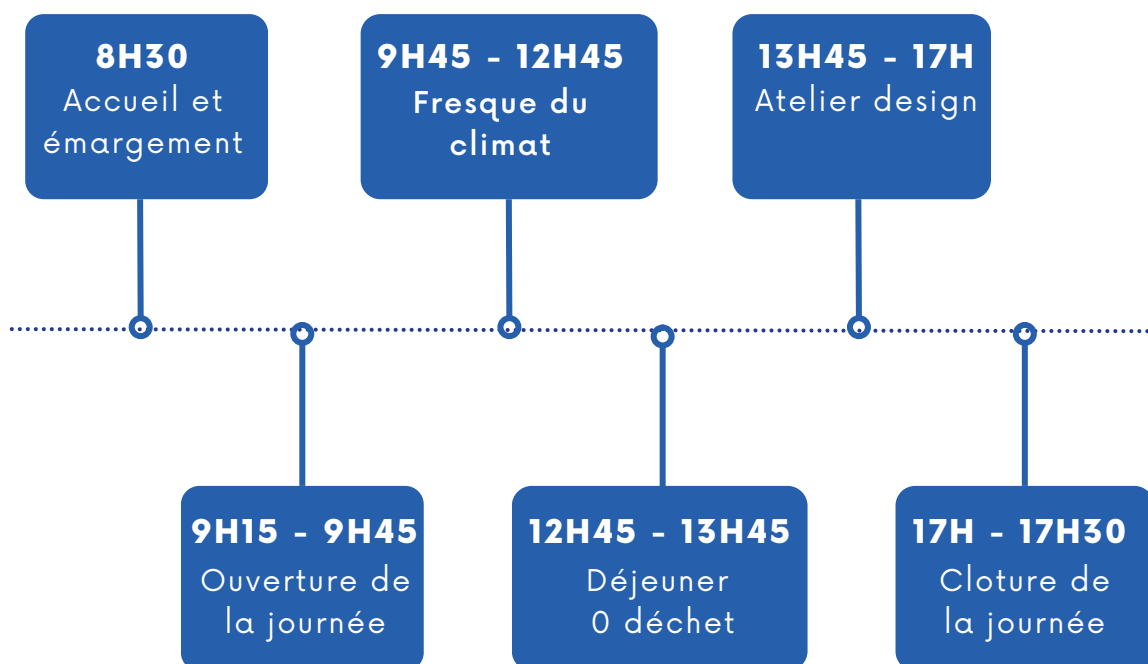 8H30
Accueil et
émargement
9H15 - 9H45
Ouverture de
la journée
9H45 - 12H45
Fresque du
climat
12H45 - 13H45
Déjeuner
0 déchet
13H45 - 17H
Atelier design
17H - 17H30
Cloture de
la journée